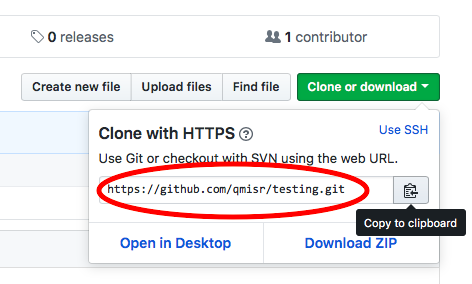 0 releases
1 contributor
Create new file
Upload files
Find file
Clone or download
Clone with HTTPS ?
Use SSH
Use Git or checkout with SVN using the web URL.
https://github.com/qmisr/testing.git
Copy to clipboard
Open in Desktop
Download ZIP